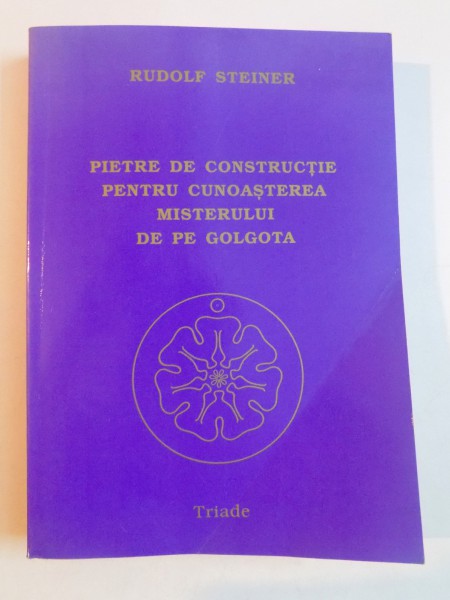 RUDOLF STEINER
PIETRE DE CONSTRUCȚIE
PENTRU CUNOAȘTEREA
MISTERULUI
DE PE GOLGOTA
Triade